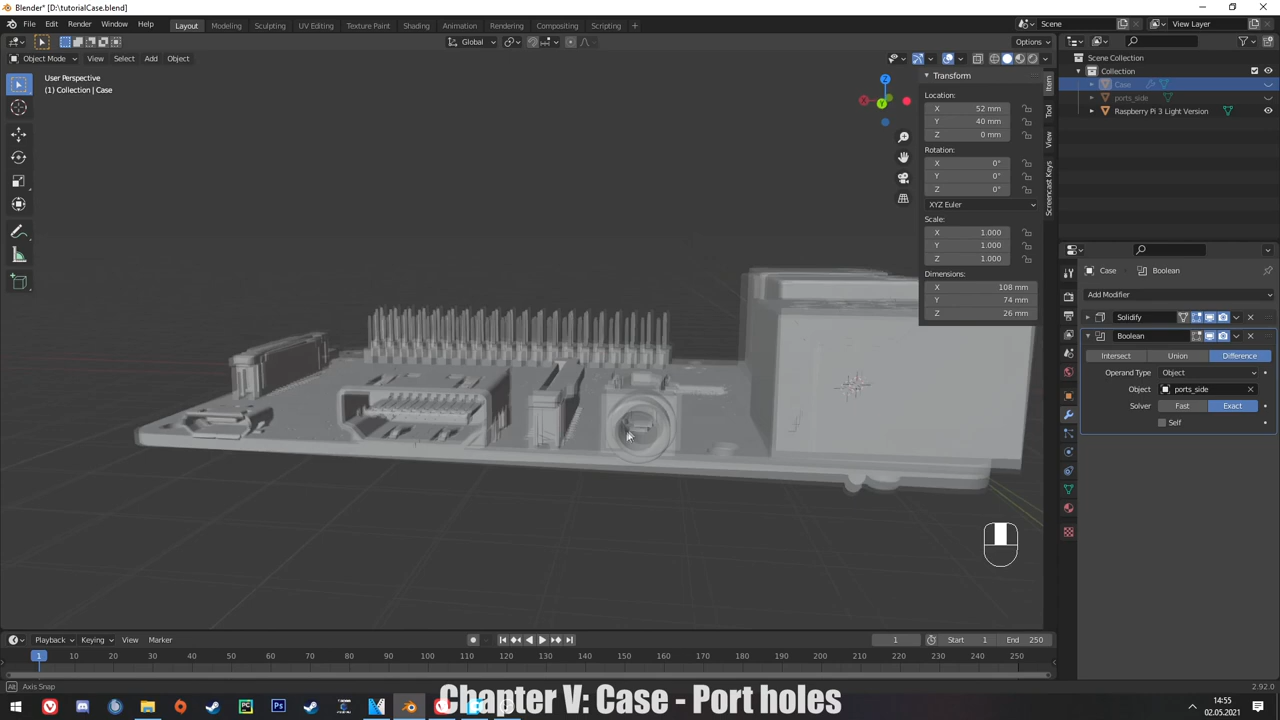 Blender* [D:\tutorialCase.blend]
File Edit Render Window Help Layout Modeling Sculpting UV Editing Texture Paint Shading Animation Rendering Compositing Scripting Scene View Layer
Global Options
Object Mode View Select Add Object
User Perspective
(1) Collection | Case
Z
Y
Transform
Location:
X 52 mm
Y 40 mm
Z 0 mm
Rotation:
X 0°
Y 0°
Z 0°
XYZ Euler
Scale:
X 1.000
Y 1.000
Z 1.000
Dimensions:
X 108 mm
Y 74 mm
Z 26 mm
Item
Tool
View
Screencast Keys
Scene Collection
Collection
Case
ports_side
Raspberry Pi 3 Light Version
Case Boolean
Add Modifier
Solidify
Boolean
Intersect Union Difference
Operand Type Object
Object ports_side
Solver Fast Exact
Self
Playback Keying View Marker 1 Start 1 End 250
1 10 20 30 40 50 60 70 80 90 100 110 120 130 140 150 160 170 180 190 200 210 220 230 240 250
Axis Snap 2.92.0
Chapter V: Case - Port holes
14:55
02.05.2021